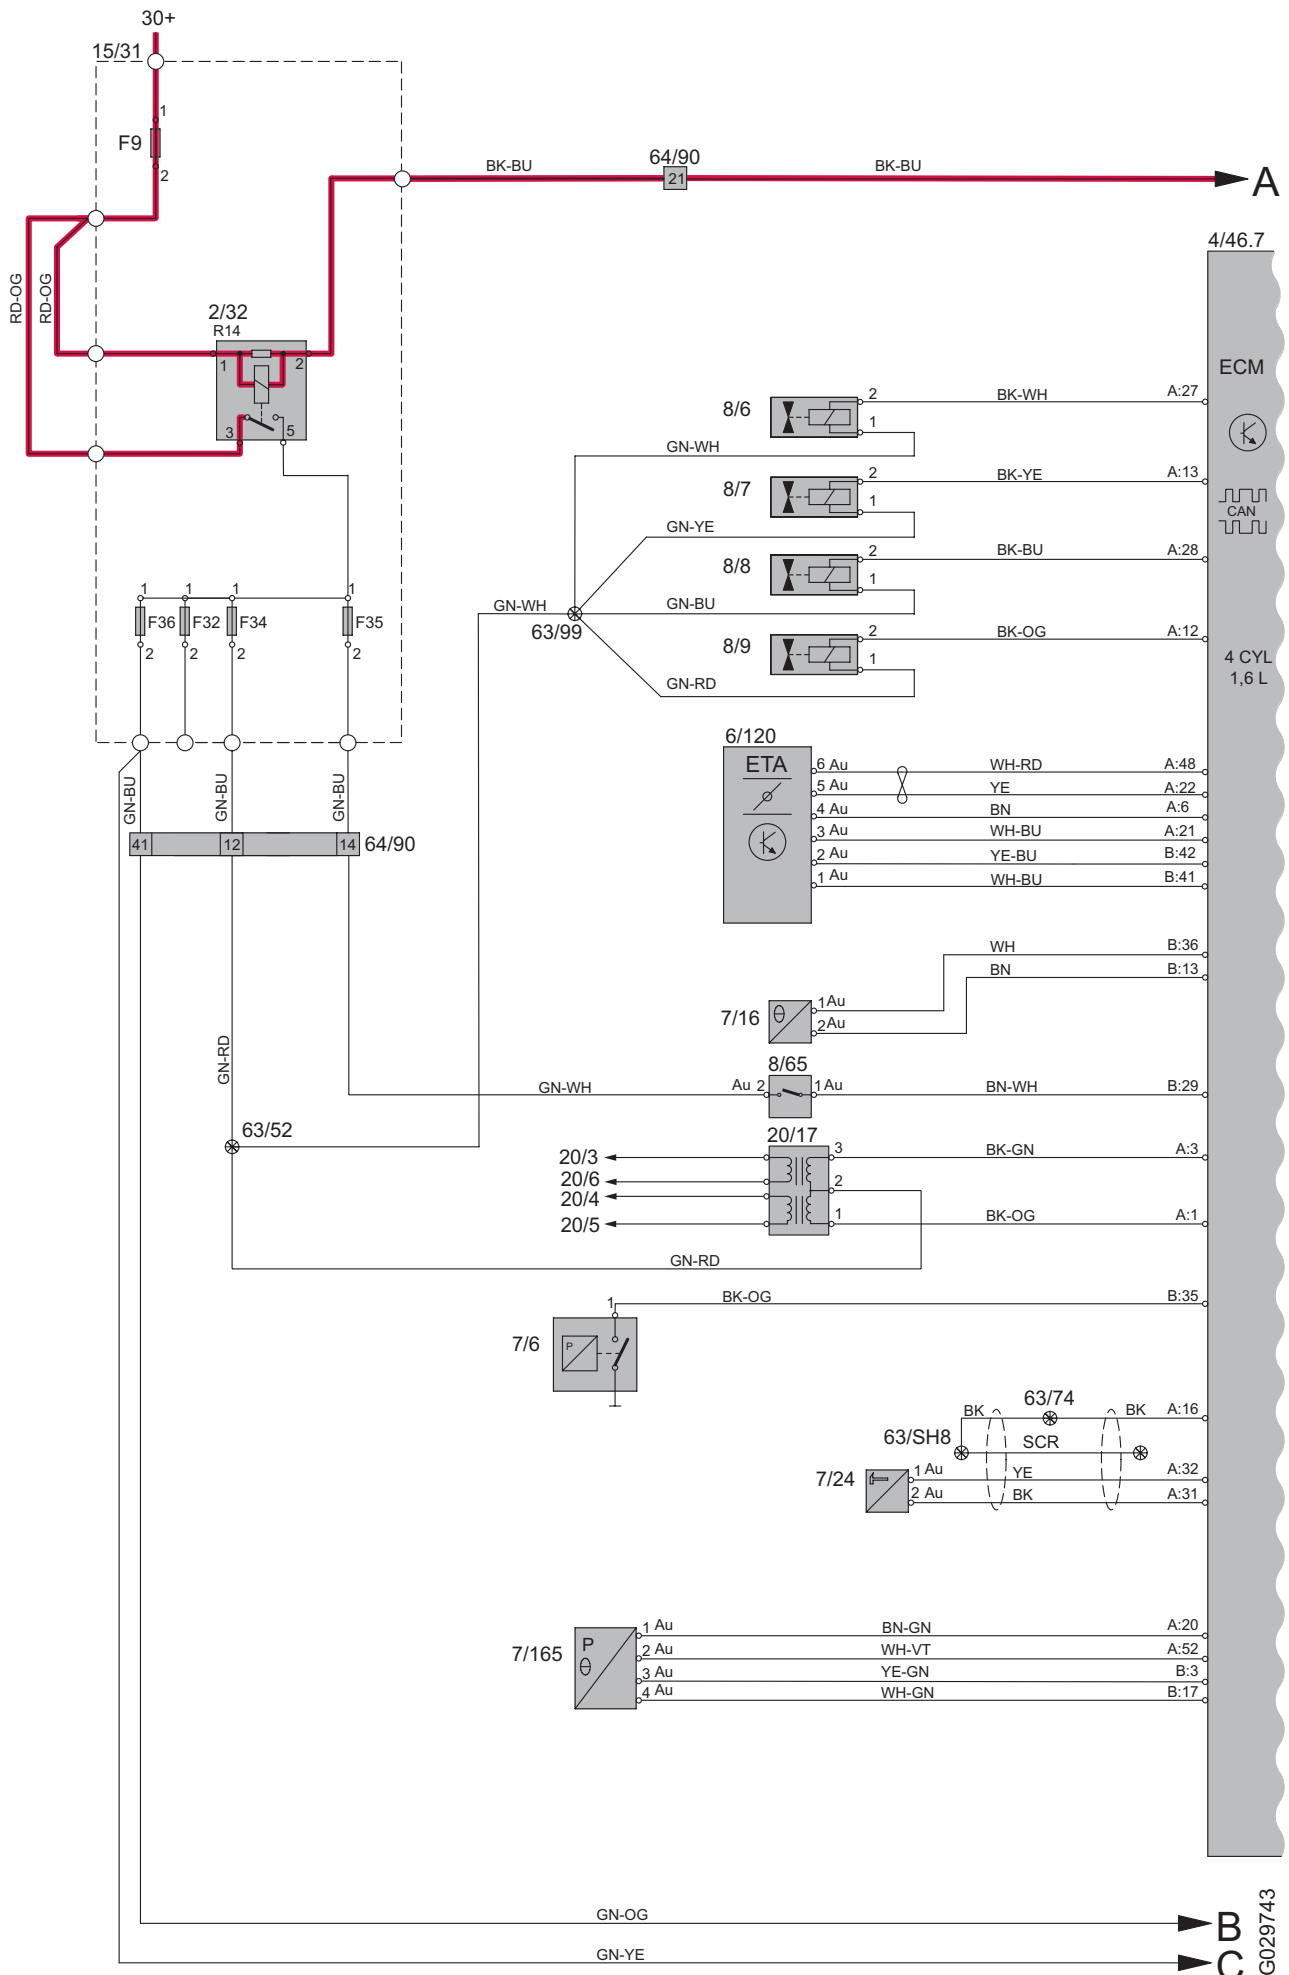 30+
15/31
1
F9
2
BK-BU
64/90
21
BK-BU
A
4/46.7
RD-OG
RD-OG
2/32
R14
1
2
3
5
ECM
8/6
2
BK-WH
A:27
1
GN-WH
8/7
2
BK-YE
A:13
1
CAN
GN-YE
8/8
2
BK-BU
A:28
1
GN-WH
GN-BU
63/99
8/9
2
BK-OG
A:12
1
GN-RD
4 CYL
1,6 L
1
1
1
1
F36
F32
F34
F35
2
2
2
2
GN-BU
GN-BU
GN-BU
41
12
14
64/90
6/120
ETA
6 Au
WH-RD
A:48
5 Au
YE
A:22
4 Au
BN
A:6
3 Au
WH-BU
A:21
2 Au
YE-BU
B:42
1 Au
WH-BU
B:41
WH
B:36
BN
B:13
7/16
1 Au
2 Au
GN-RD
8/65
GN-WH
Au 2
1 Au
BN-WH
B:29
63/52
20/17
20/3
3
BK-GN
A:3
20/6
2
20/4
20/5
1
BK-OG
A:1
GN-RD
1
BK-OG
B:35
7/6
P
63/74
BK
BK
A:16
63/SH8
SCR
7/24
1 Au
YE
A:32
2 Au
BK
A:31
7/165
P
1 Au
BN-GN
A:20
2 Au
WH-VT
A:52
3 Au
YE-GN
B:3
4 Au
WH-GN
B:17
GN-OG
B
GN-YE
C
G029743